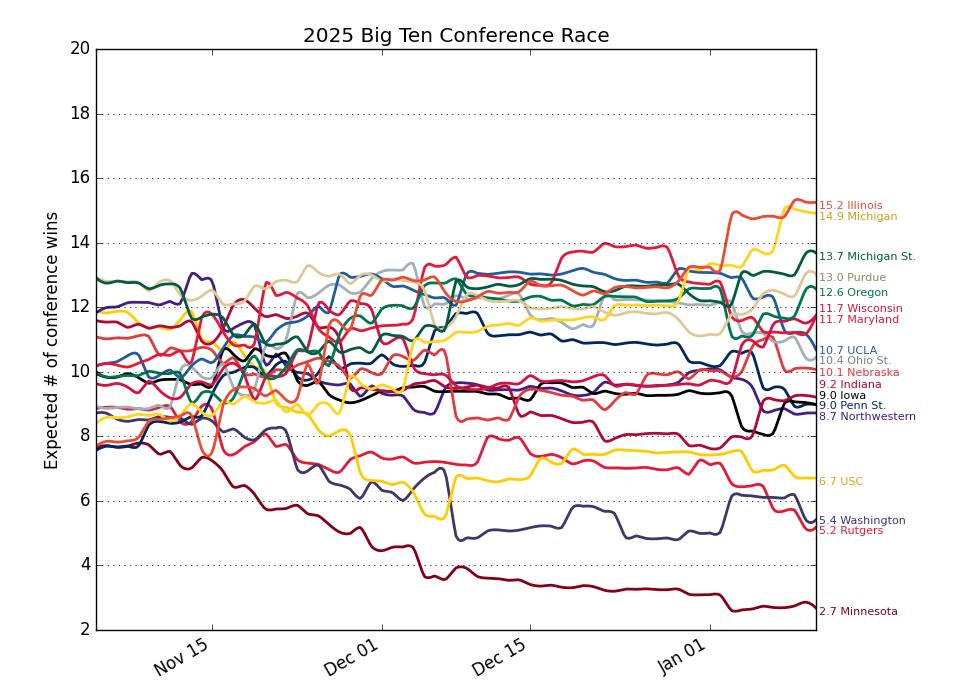 2025 Big Ten Conference Race
Expected # of conference wins
20
18
16
14
12
10
8
6
4
2
Nov 15
Dec 01
Dec 15
Jan 01
15.2 Illinois
14.9 Michigan
13.7 Michigan St.
13.0 Purdue
12.6 Oregon
11.7 Wisconsin
11.7 Maryland
10.7 UCLA
10.4 Ohio St.
10.1 Nebraska
9.2 Indiana
9.0 Iowa
9.0 Penn St.
8.7 Northwestern
6.7 USC
5.4 Washington
5.2 Rutgers
2.7 Minnesota